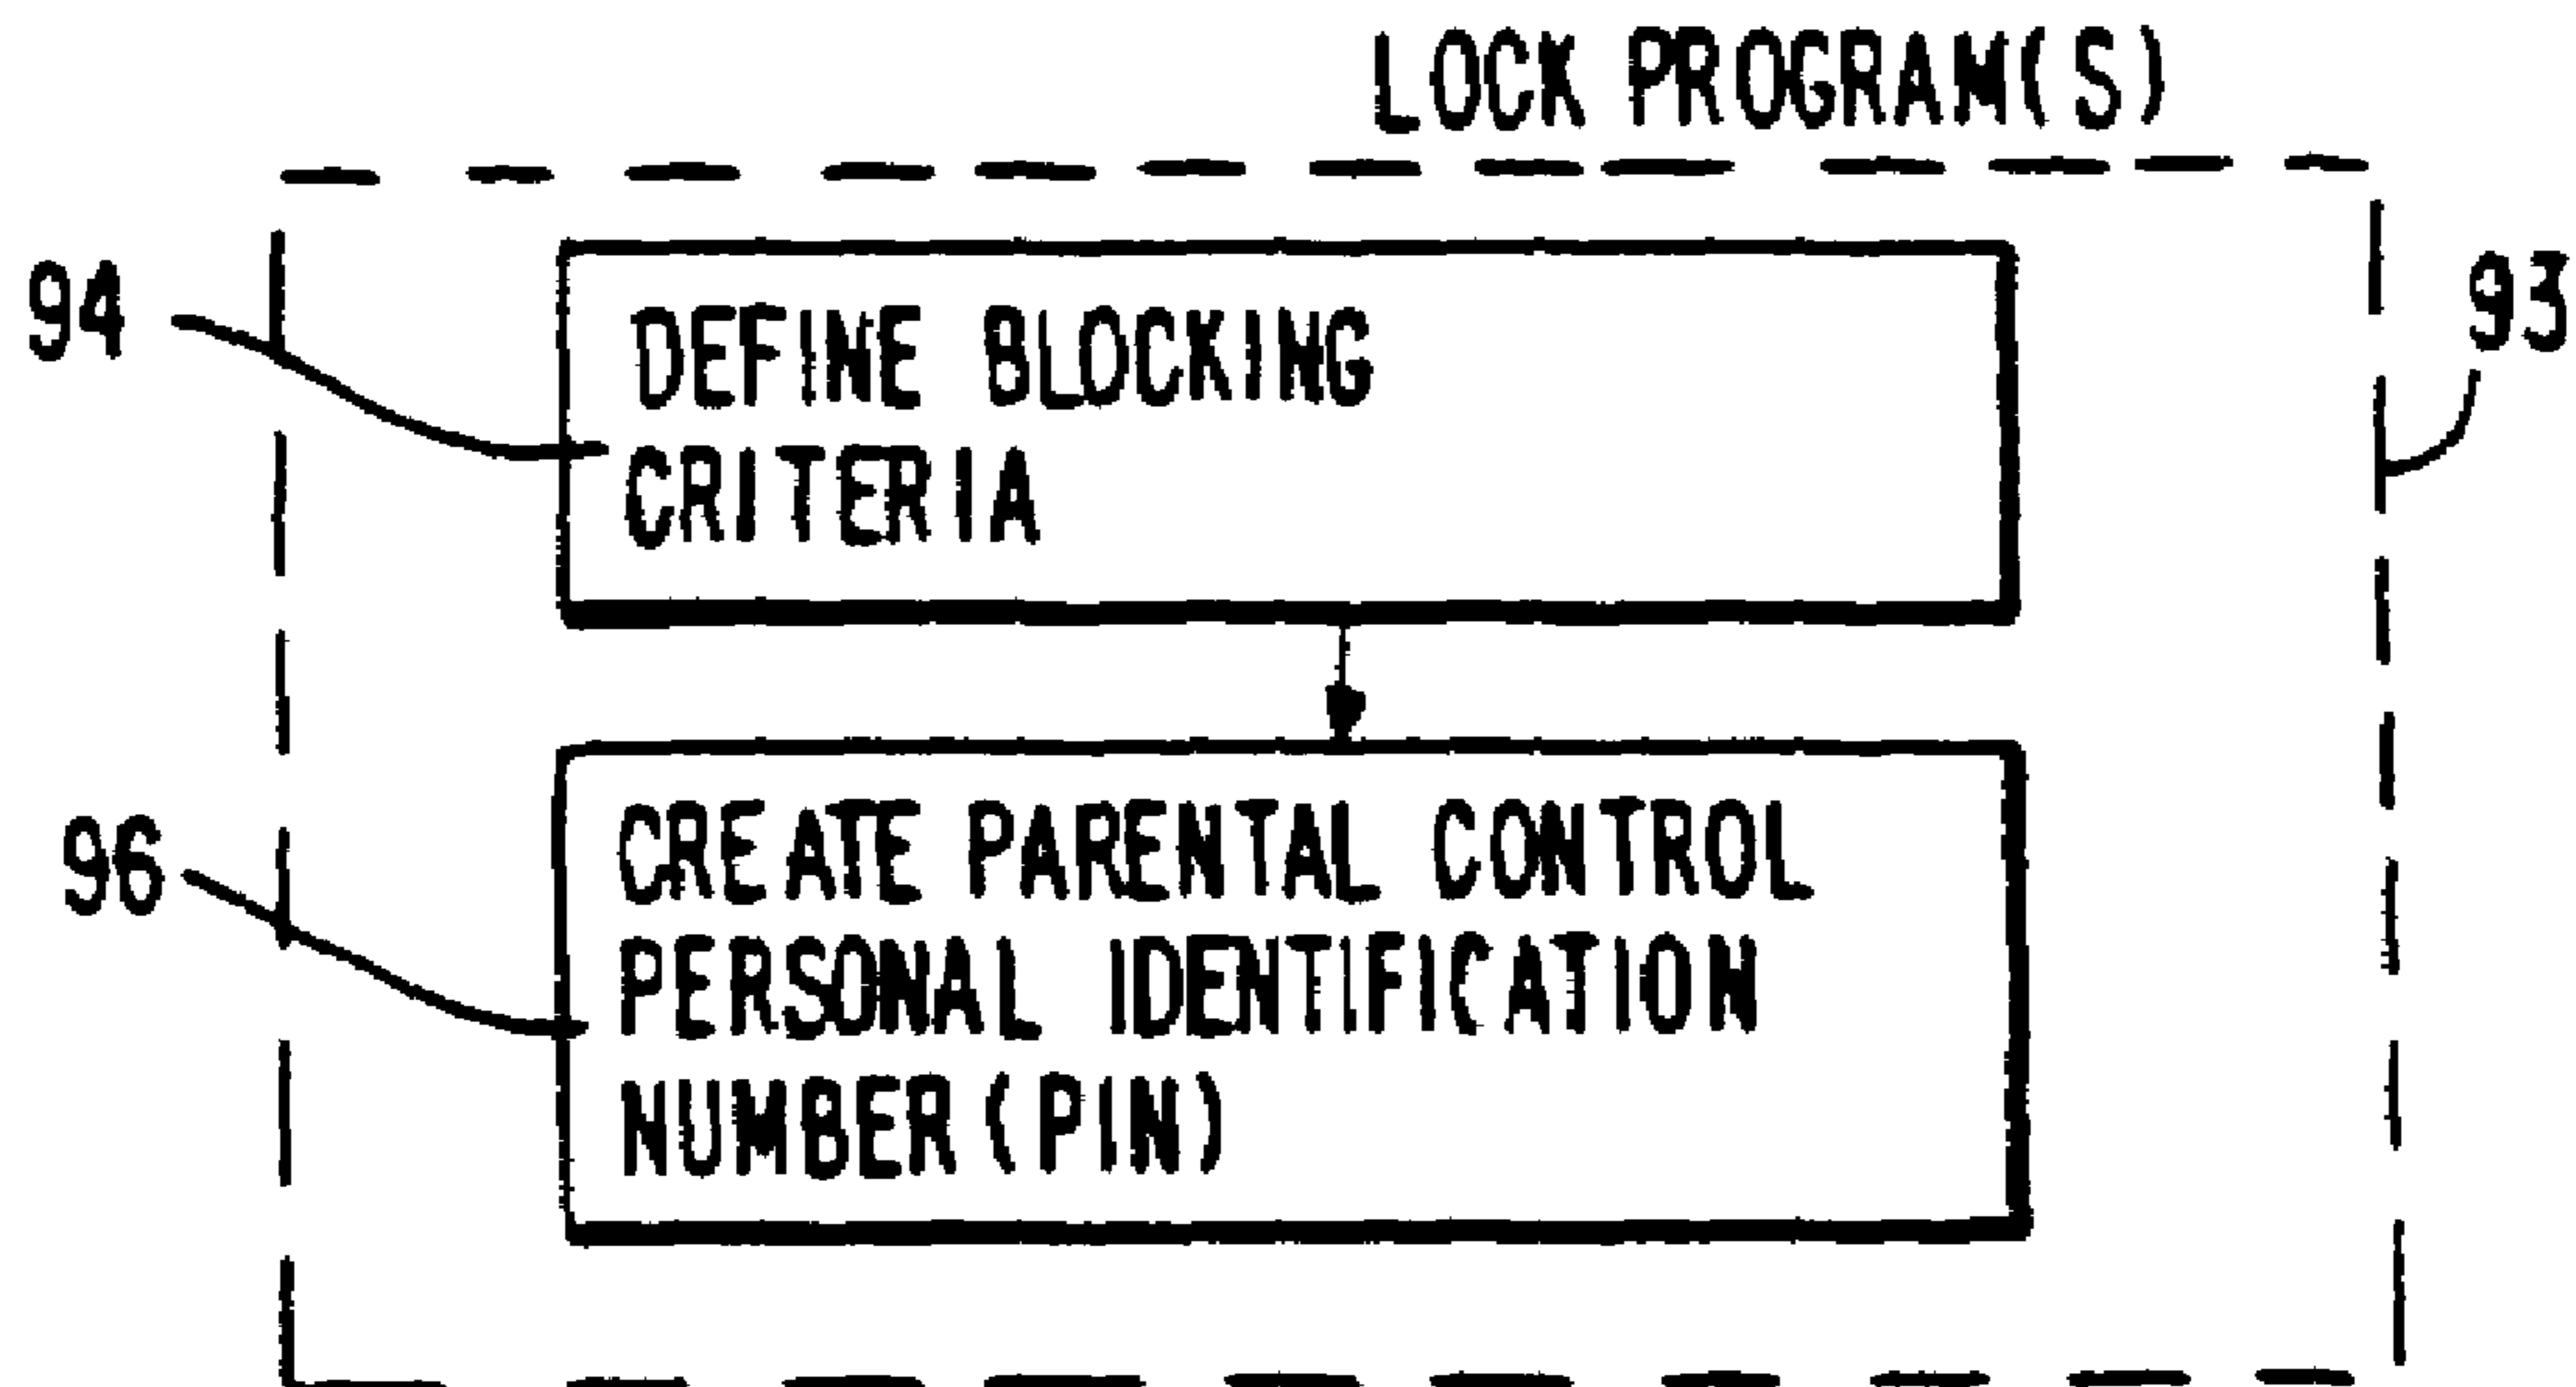 LOCK PROGRAM(S)
94
93
DEFINE BLOCKING
CRITERIA
96
CREATE PARENTAL CONTROL
PERSONAL IDENTIFICATION
NUMBER (PIN)